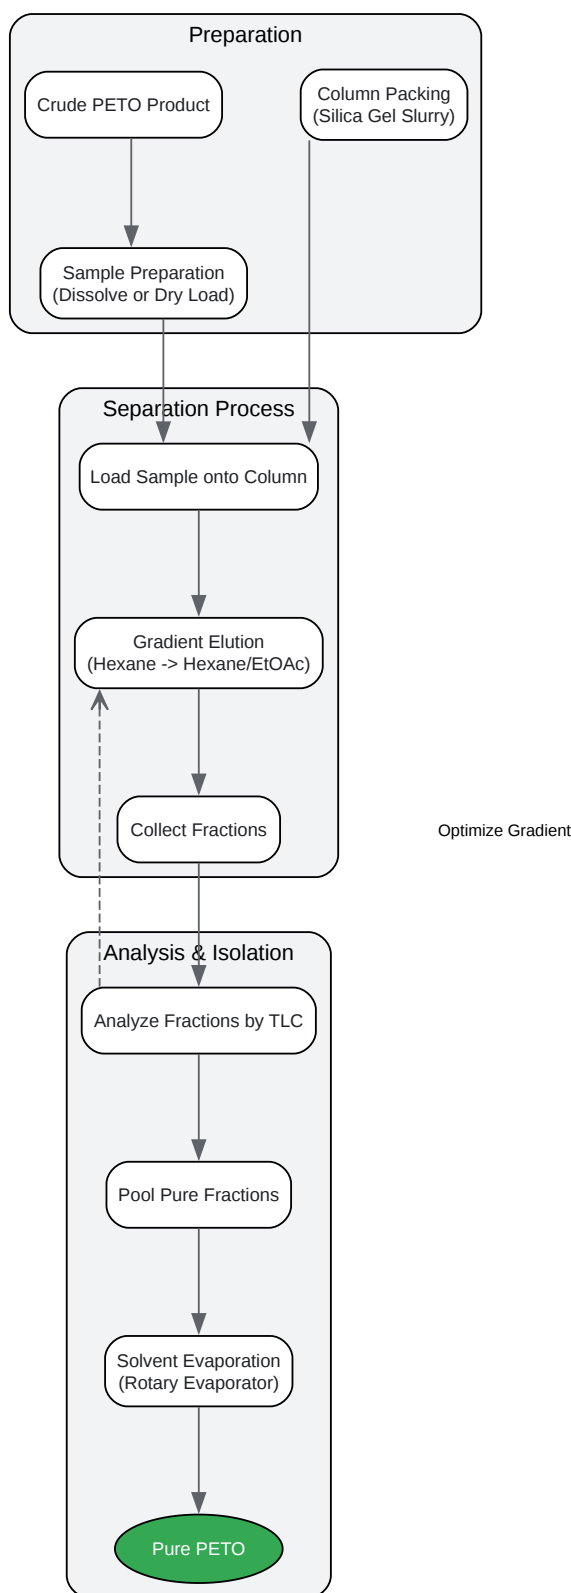 Preparation
Crude PETO Product
Column Packing
(Silica Gel Slurry)
Sample Preparation
(Dissolve or Dry Load)
Separation Process
Load Sample onto Column
Gradient Elution
(Hexane -> Hexane/EtOAc)
Collect Fractions
Optimize Gradient
Analysis & Isolation
Analyze Fractions by TLC
Pool Pure Fractions
Solvent Evaporation
(Rotary Evaporator)
Pure PETO